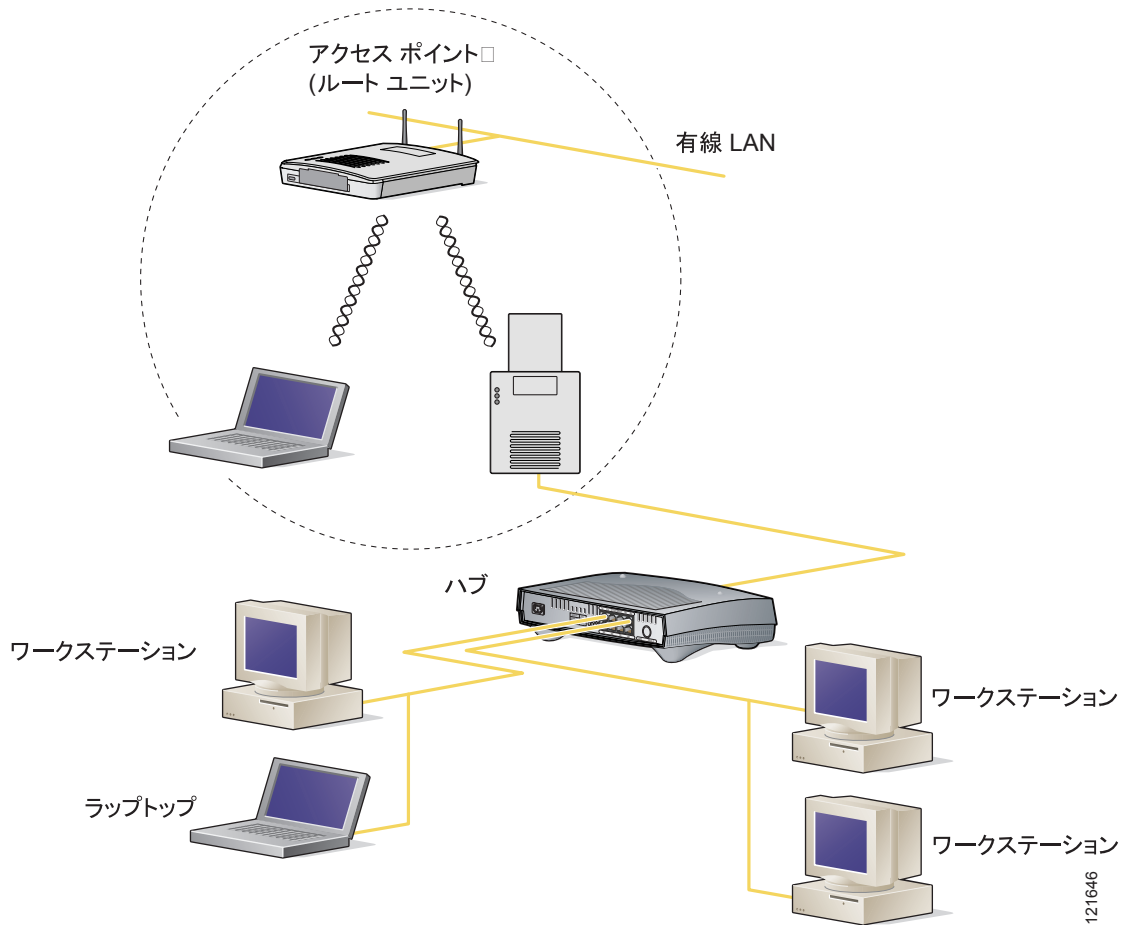 アクセス ポイント□
(ルート ユニット)
有線 LAN
ハブ
ワークステーション
ワークステーション
ラップトップ
ワークステーション
121646